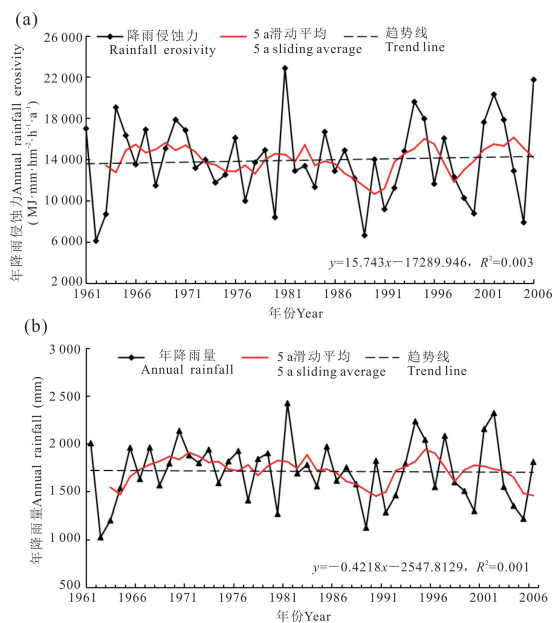 (a)
降雨侵蚀力 5 a滑动平均 趋势线
Rainfall erosivity 5 a sliding average Trend line
年降雨侵蚀力Annual rainfall erosivity
( MJ·mm·hm⁻²·h⁻¹·a⁻¹)
26 000
22 000
18 000
14 000
10 000
6 000
2 000
y=15.743x−17289.946, R²=0.003
1961 1966 1971 1976 1981 1986 1991 1996 2001 2006
年份Year
(b)
年降雨量 5 a滑动平均 趋势线
Annual rainfall 5 a sliding average Trend line
年降雨量Annual rainfall (mm)
3 000
2 500
2 000
1 500
1 000
500
y=−0.4218x−2547.8129, R²=0.001
1961 1966 1971 1976 1981 1986 1991 1996 2001 2006
年份Year